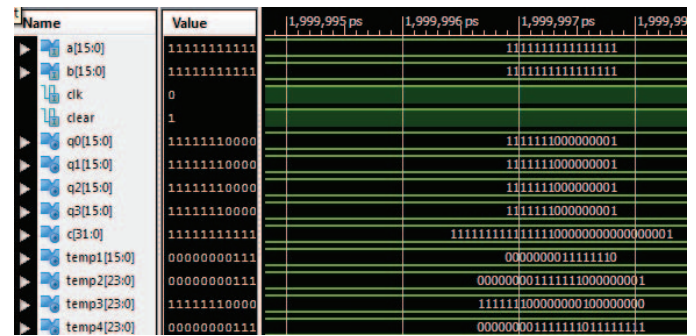 Name Value 1,999,995 ps 1,999,996 ps 1,999,997 ps 1,999,99
a[15:0] 11111111111 1111111111111111
b[15:0] 11111111111 1111111111111111
clk 0
clear 1
q0[15:0] 11111110000 1111111000000001
q1[15:0] 11111110000 1111111000000001
q2[15:0] 11111110000 1111111000000001
q3[15:0] 11111110000 1111111000000001
c[31:0] 11111111111 11111111111111100000000000000001
temp1[15:0] 00000000111 0000000011111110
temp2[23:0] 00000000111 000000001111111000000001
temp3[23:0] 11111110000 111111100000000100000000
temp4[23:0] 00000000111 000000001111111011111111